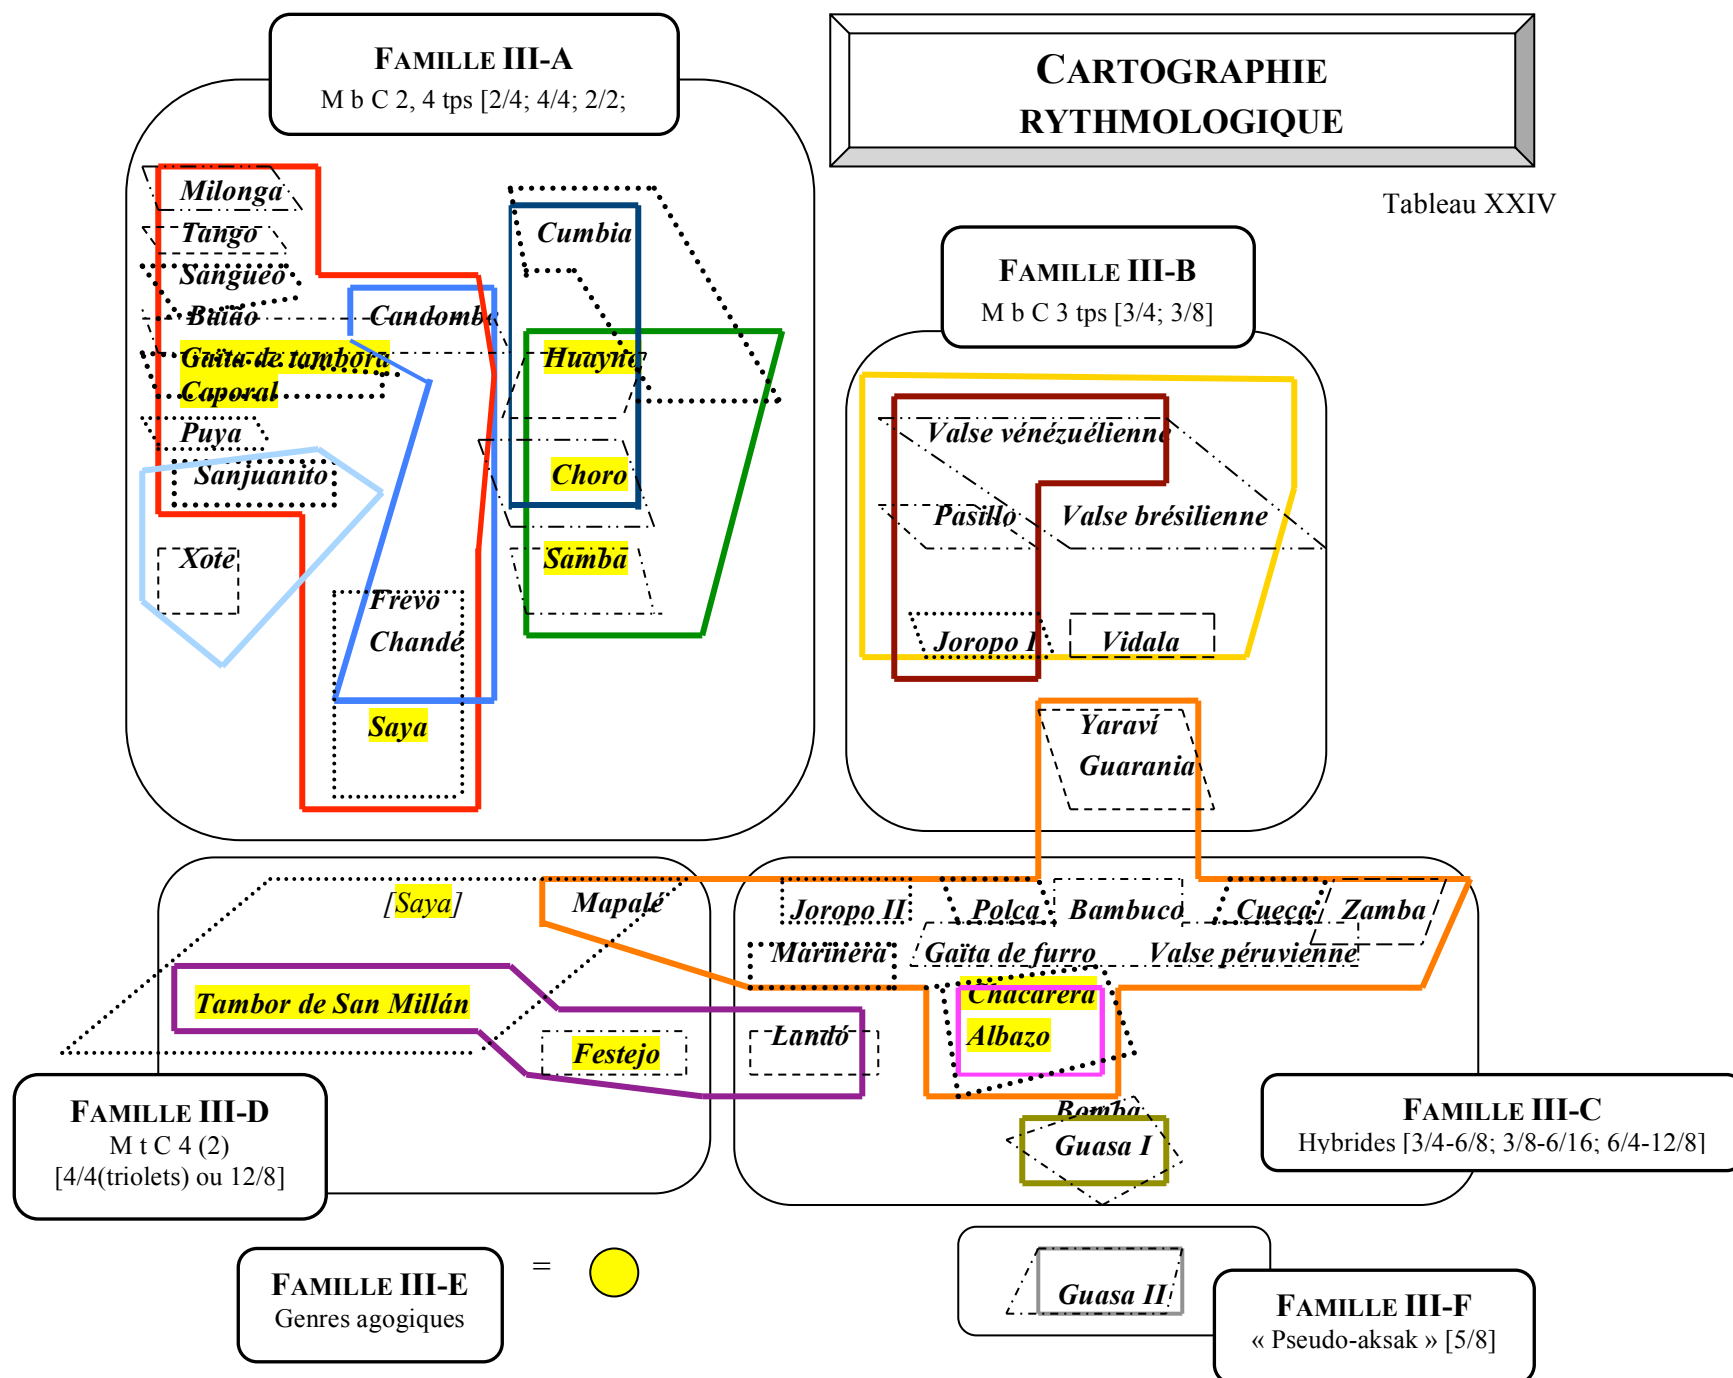 FAMILLE III-A
M b C 2, 4 tps [2/4; 4/4; 2/2;
CARTOGRAPHIE
RYTHMOLOGIQUE
Tableau XXIV
Milonga
Tango
Sangueo
Baião
Gaïta de tambora
Caporal
Puya
Sanjuanito
Xote
Candombe
Frevo
Chandé
Saya
Cumbia
Huayno
Choro
Samba
FAMILLE III-B
M b C 3 tps [3/4; 3/8]
Valse vénézuélienne
Pasillo
Valse brésilienne
Joropo I
Vidala
Yaraví
Guarania
[Saya]
Mapalé
Tambor de San Millán
Festejo
Joropo II
Polca
Bambuco
Cueca
Zamba
Marinera
Gaïta de furro
Valse péruvienne
Chacarera
Albazo
Landó
Bomba
Guasa I
FAMILLE III-D
M t C 4 (2)
[4/4(triolets) ou 12/8]
FAMILLE III-C
Hybrides [3/4-6/8; 3/8-6/16; 6/4-12/8]
FAMILLE III-E
Genres agogiques
=
Guasa II
FAMILLE III-F
« Pseudo-aksak » [5/8]